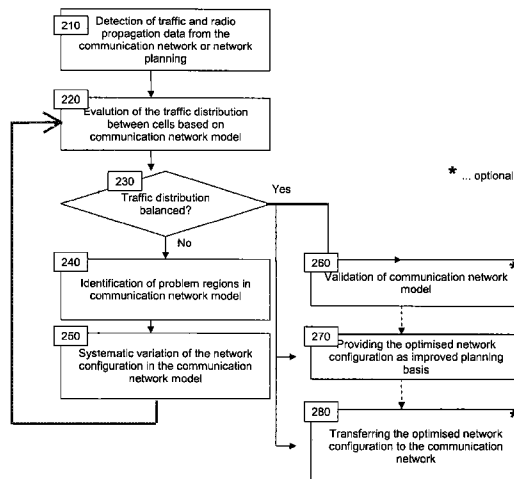 210
Detection of traffic and radio
propagation data from the
communication network or network
planning
220
Evalution of the traffic distribution
between cells based on
communication network model
230
Traffic distribution
balanced?
Yes
* ... optional
No
240
Identification of problem regions in
communication network model
250
Systematic variation of the network
configuration in the communication
network model
260
*
Validation of communication network
model
270
Providing the optimised network
configuration as improved planning
basis
280
*
Transferring the optimised network
configuration to the communication
network